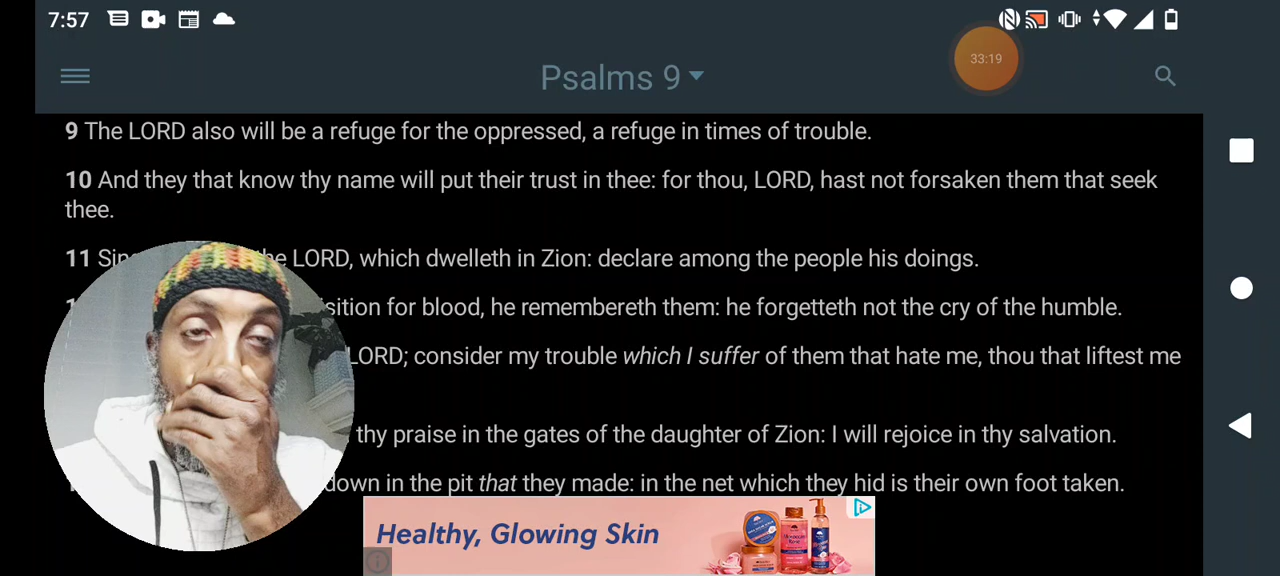 7:57
33:19
Psalms 9
9 The LORD also will be a refuge for the oppressed, a refuge in times of trouble.
10 And they that know thy name will put their trust in thee: for thou, LORD, hast not forsaken them that seek
thee.
11 LORD, which dwelleth in Zion: declare among the people his doings.
for blood, he remembereth them: he forgetteth not the cry of the humble.
LORD; consider my trouble which I suffer of them that hate me, thou that liftest me
thy praise in the gates of the daughter of Zion: I will rejoice in thy salvation.
down in the pit that they made: in the net which they hid is their own foot taken.
Healthy, Glowing Skin